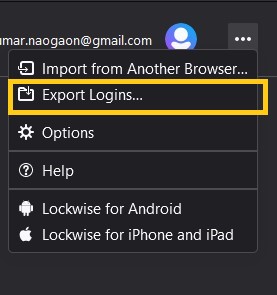 umar.naogaon@gmail.com
Import from Another Browser...
Export Logins...
Options
Help
Lockwise for Android
Lockwise for iPhone and iPad